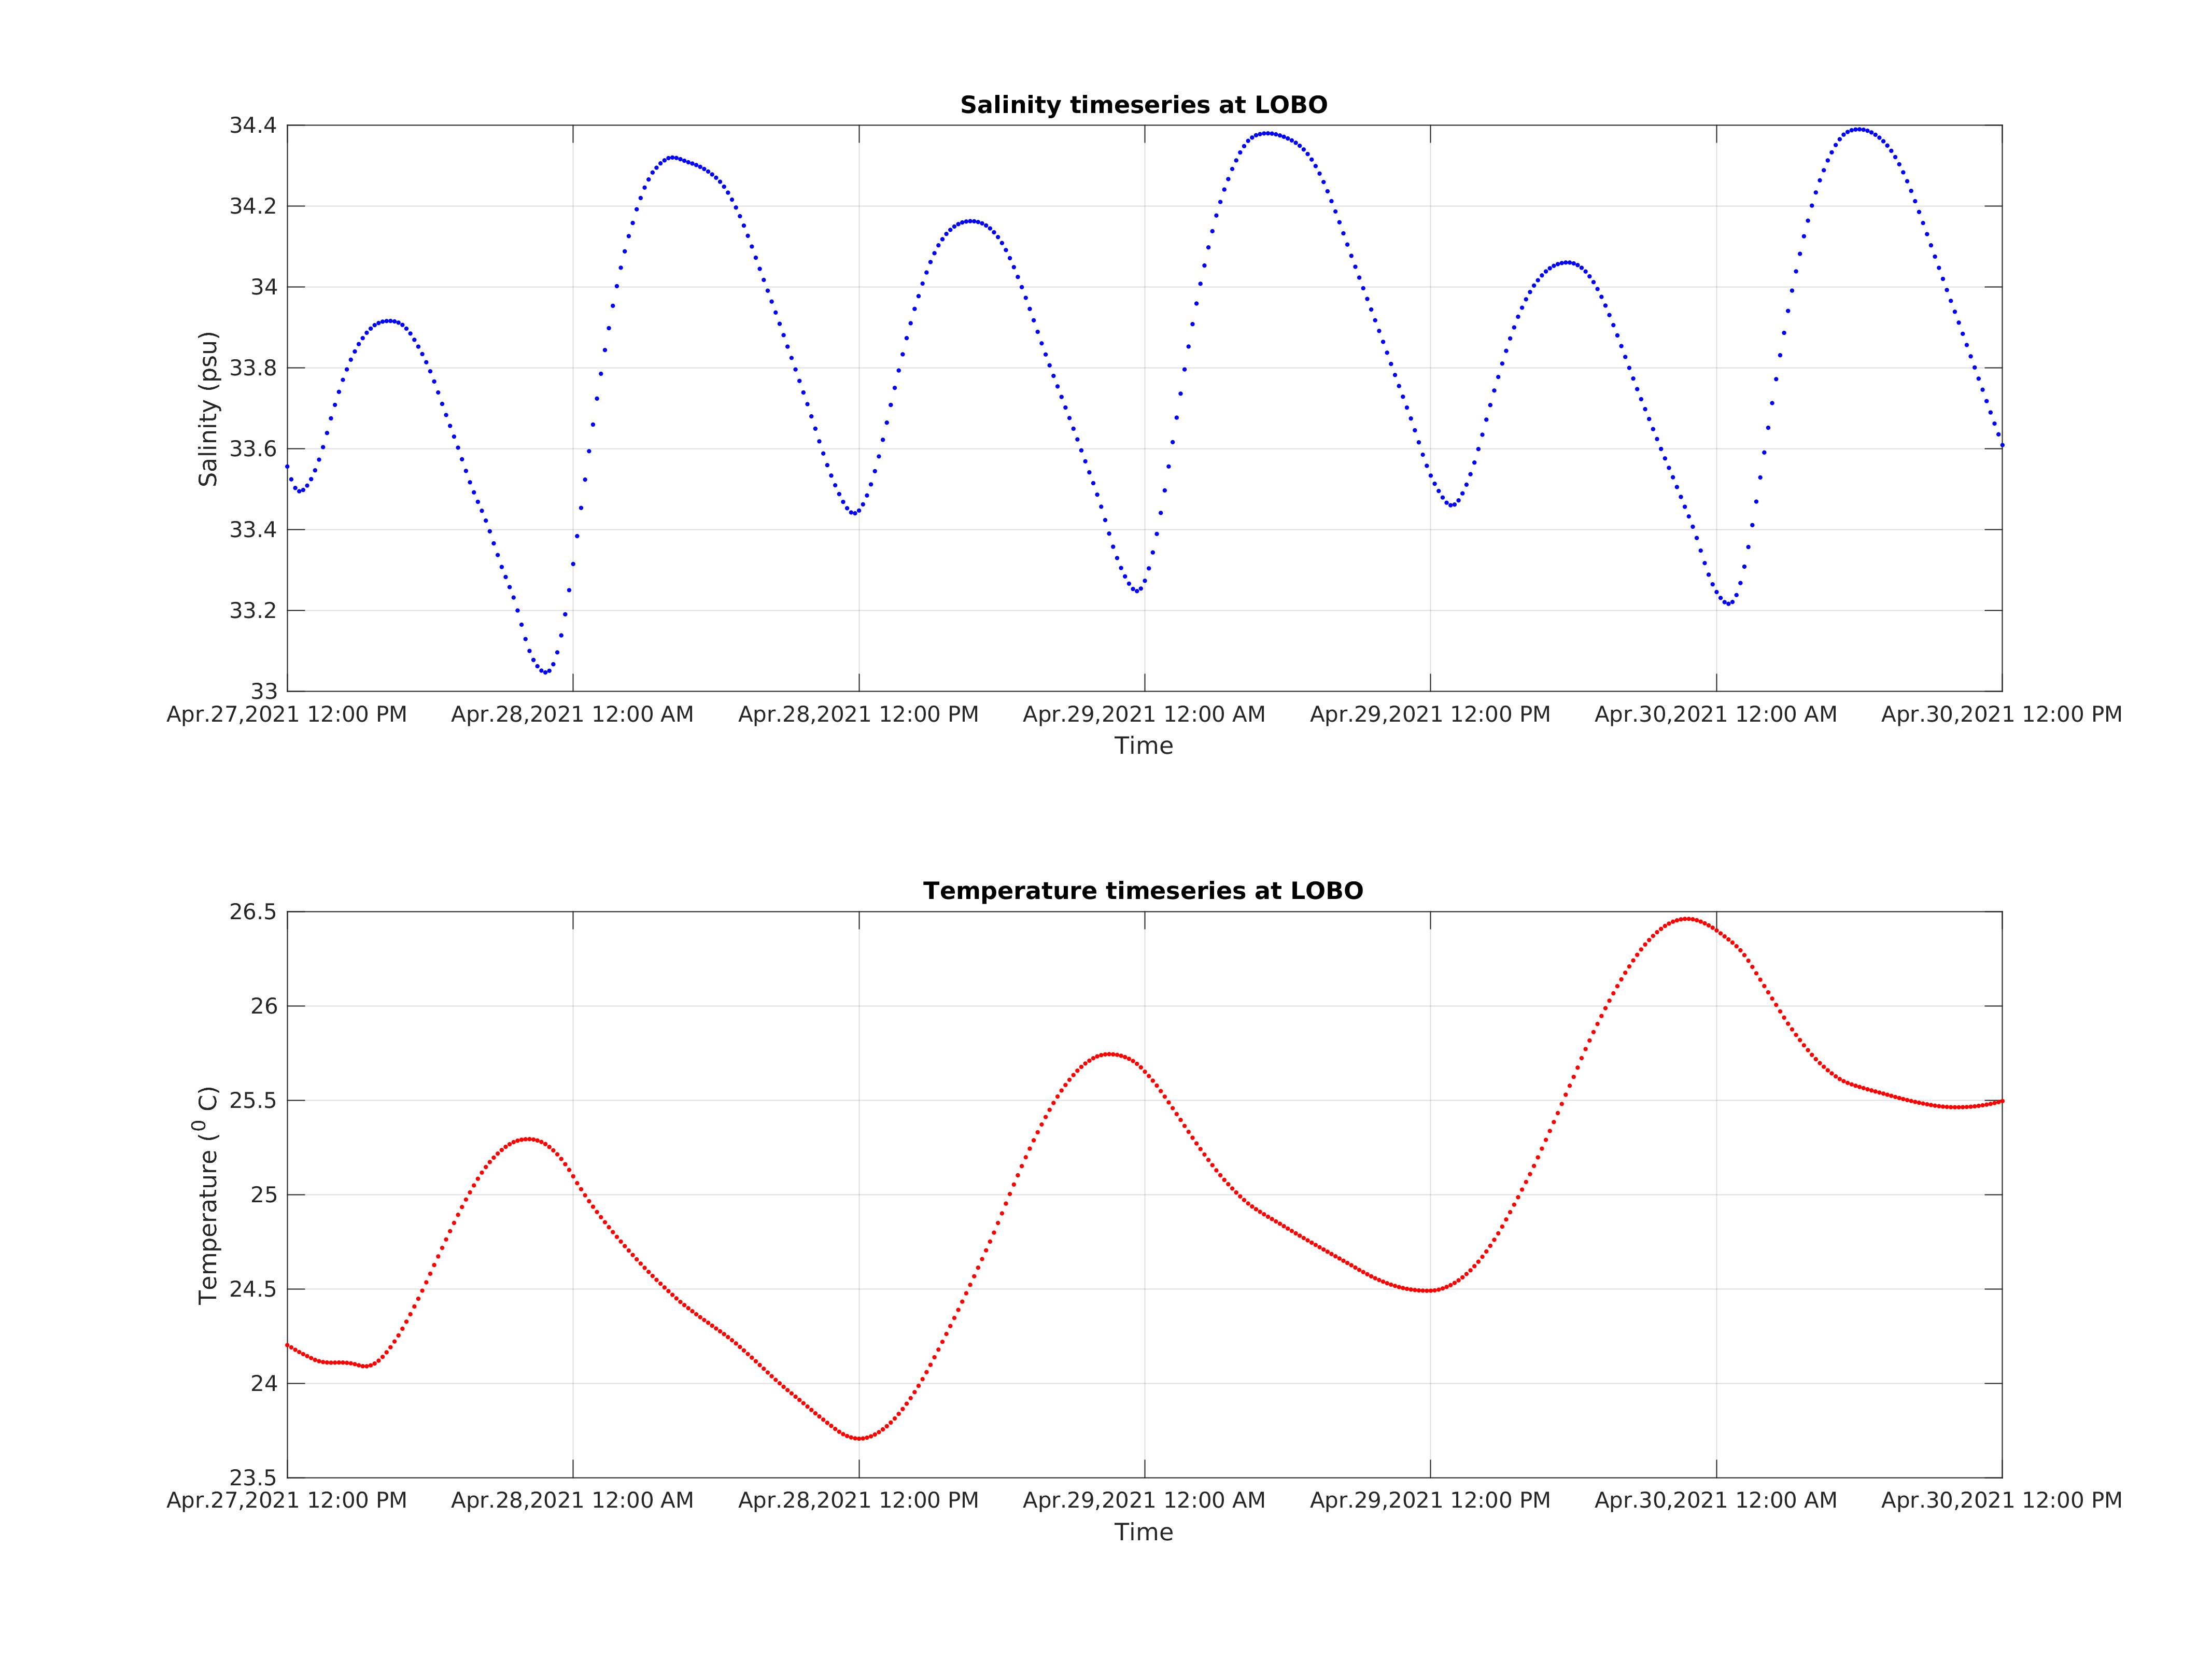 Salinity timeseries at LOBO
34.4
34.2
34
33.8
33.6
33.4
33.2
33
Salinity (psu)
Apr.27,2021 12:00 PM Apr.28,2021 12:00 AM Apr.28,2021 12:00 PM Apr.29,2021 12:00 AM Apr.29,2021 12:00 PM Apr.30,2021 12:00 AM Apr.30,2021 12:00 PM
Time
Temperature timeseries at LOBO
26.5
26
25.5
25
24.5
24
23.5
Temperature (⁰ C)
Apr.27,2021 12:00 PM Apr.28,2021 12:00 AM Apr.28,2021 12:00 PM Apr.29,2021 12:00 AM Apr.29,2021 12:00 PM Apr.30,2021 12:00 AM Apr.30,2021 12:00 PM
Time